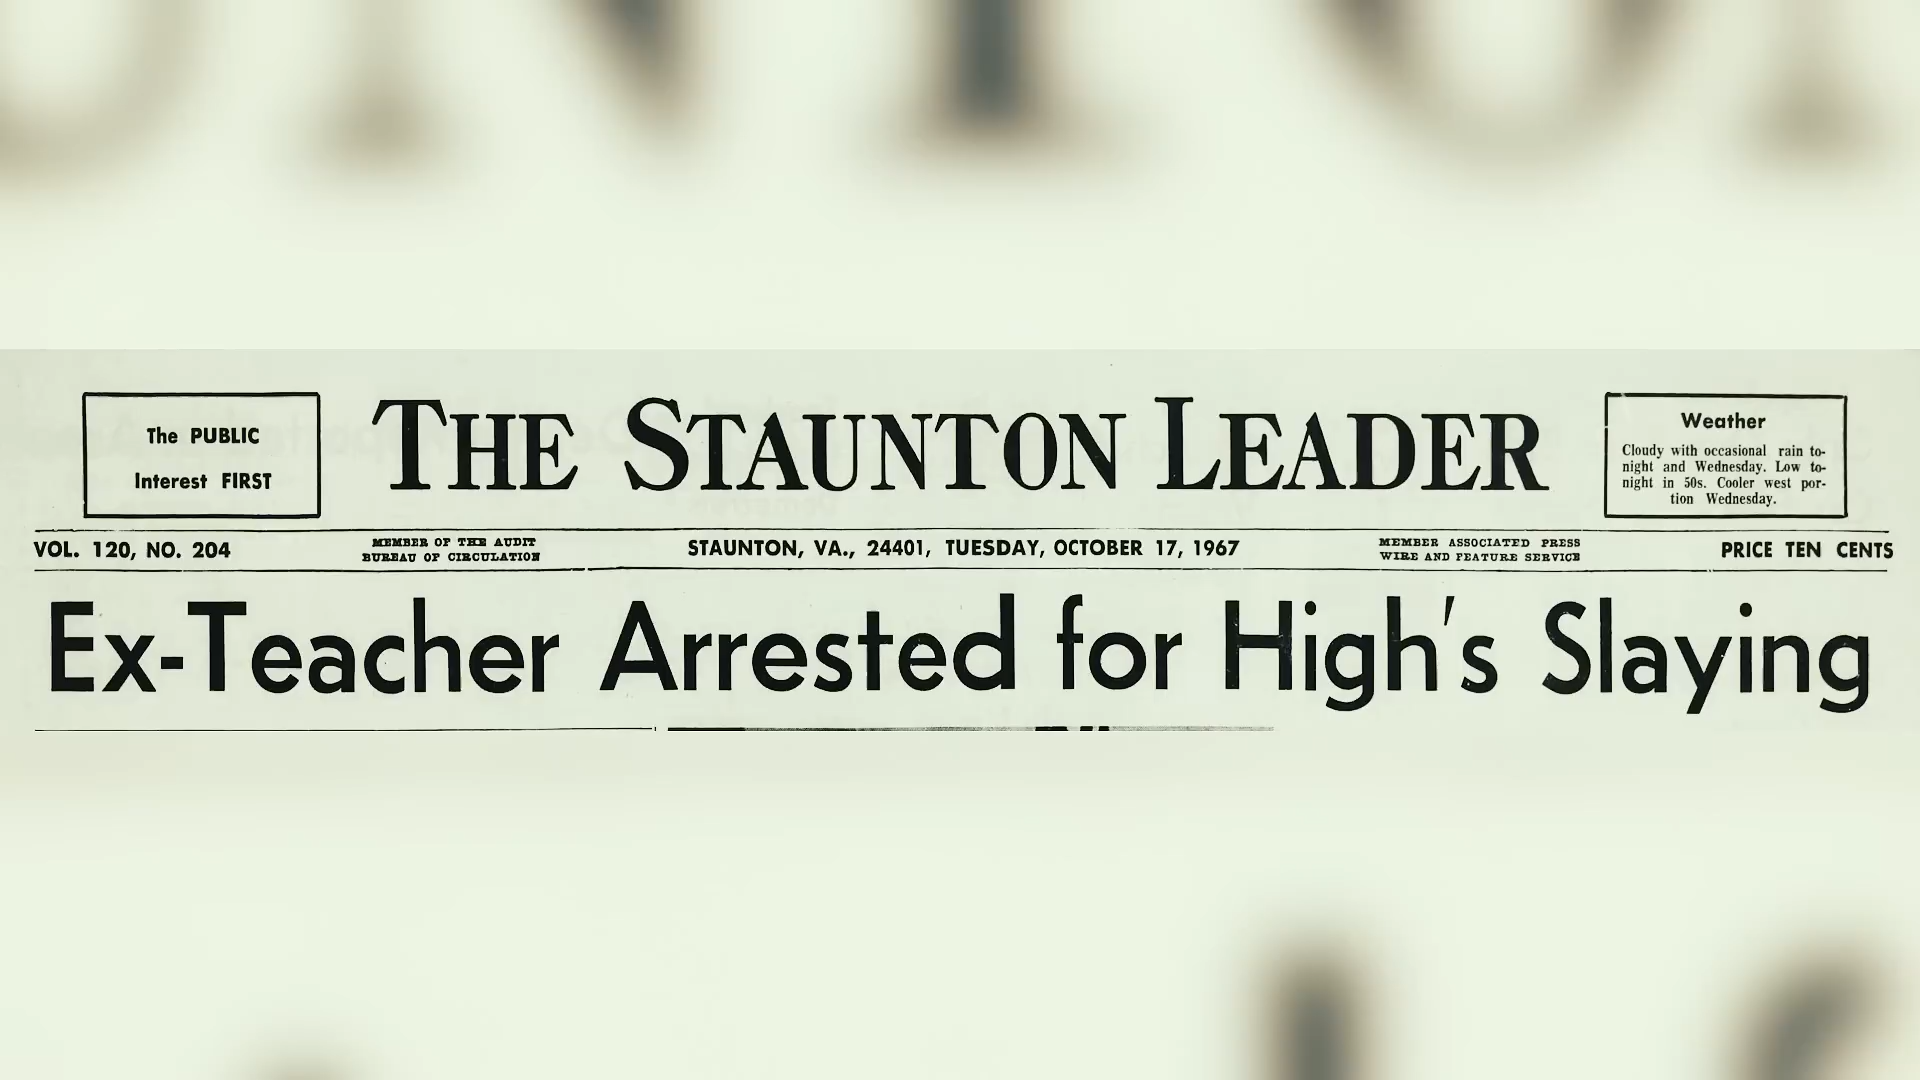 The PUBLIC
Interest FIRST
THE STAUNTON LEADER
Weather
Cloudy with occasional rain to-
night and Wednesday. Low to-
night in 50s. Cooler west por-
tion Wednesday.
VOL. 120, NO. 204
MEMBER OF THE AUDIT
BUREAU OF CIRCULATION
STAUNTON, VA., 24401, TUESDAY, OCTOBER 17, 1967
MEMBER ASSOCIATED PRESS
WIRE AND FEATURE SERVICE
PRICE TEN CENTS
Ex-Teacher Arrested for High's Slaying